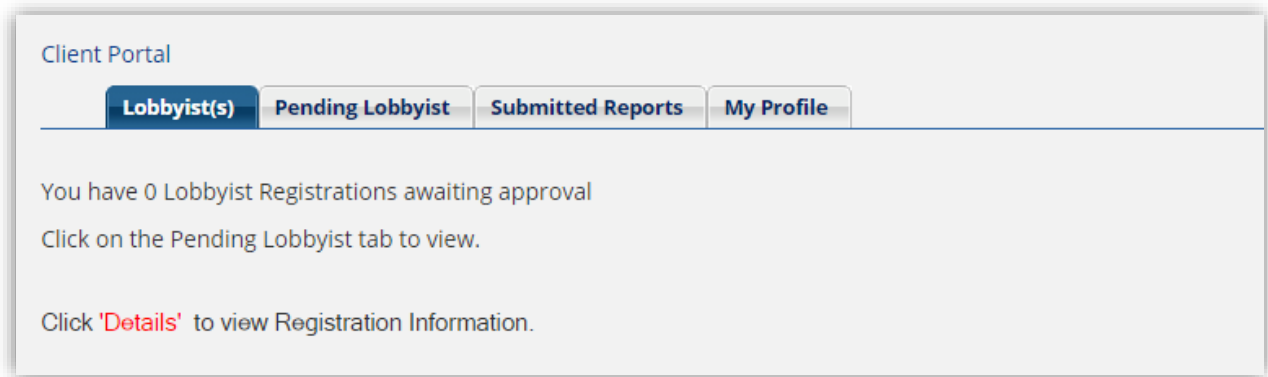 Client Portal
Lobbyist(s) Pending Lobbyist Submitted Reports My Profile
You have 0 Lobbyist Registrations awaiting approval
Click on the Pending Lobbyist tab to view.
Click 'Details' to view Registration Information.